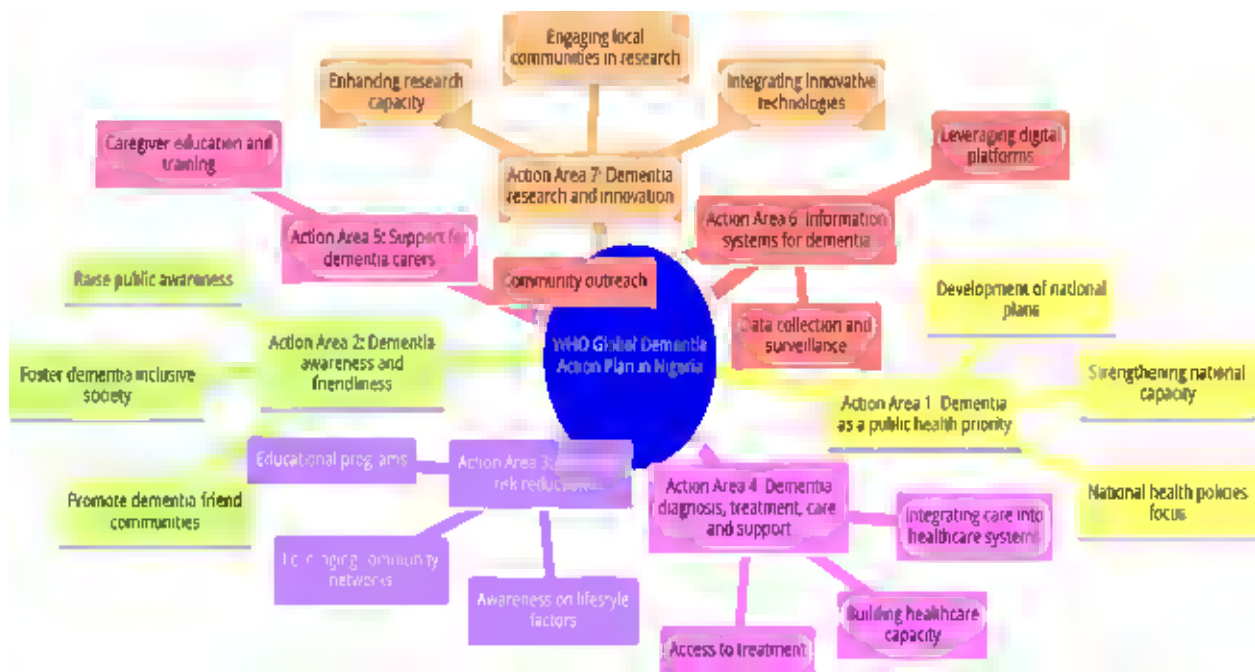 Engaging local
communities in research
Enhancing research
capacity
Integrating innovative
technologies
Caregiver education and
training
Leveraging digital
platforms
Action Area 7: Dementia
research and innovation
Action Area 6: Information
systems for dementia
Action Area 5: Support for
dementia carers
Community outreach
Raise public awareness
Development of national
plans
Data collection and
surveillance
WHO Global Dementia
Action Plan in Nigeria
Action Area 2: Dementia
awareness and
friendliness
Foster dementia inclusive
society
Strengthening national
capacity
Action Area 1: Dementia
as a public health priority
Educational programs
Action Area 3:
risk reduction
Promote dementia friend
communities
Action Area 4: Dementia
diagnosis, treatment, care
and support
National health policies
focus
Integrating care into
healthcare systems
community
networks
Awareness on lifestyle
factors
Building healthcare
capacity
Access to treatment